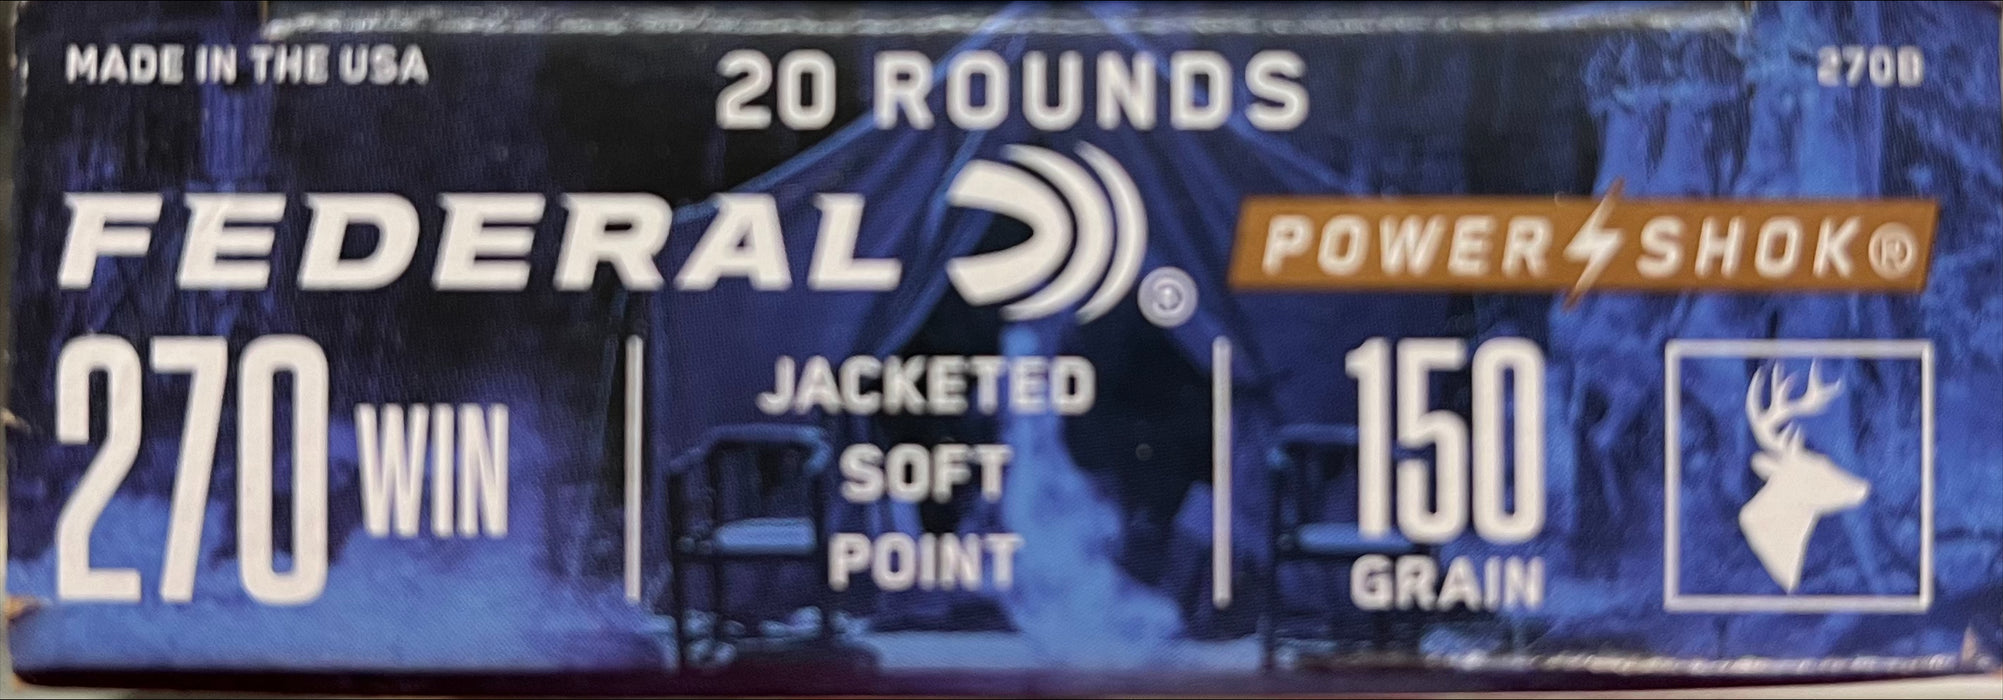 MADE IN THE USA
20 ROUNDS
270B
FEDERAL ®
POWER SHOK®
270 WIN
JACKETED
SOFT
POINT
150
GRAIN